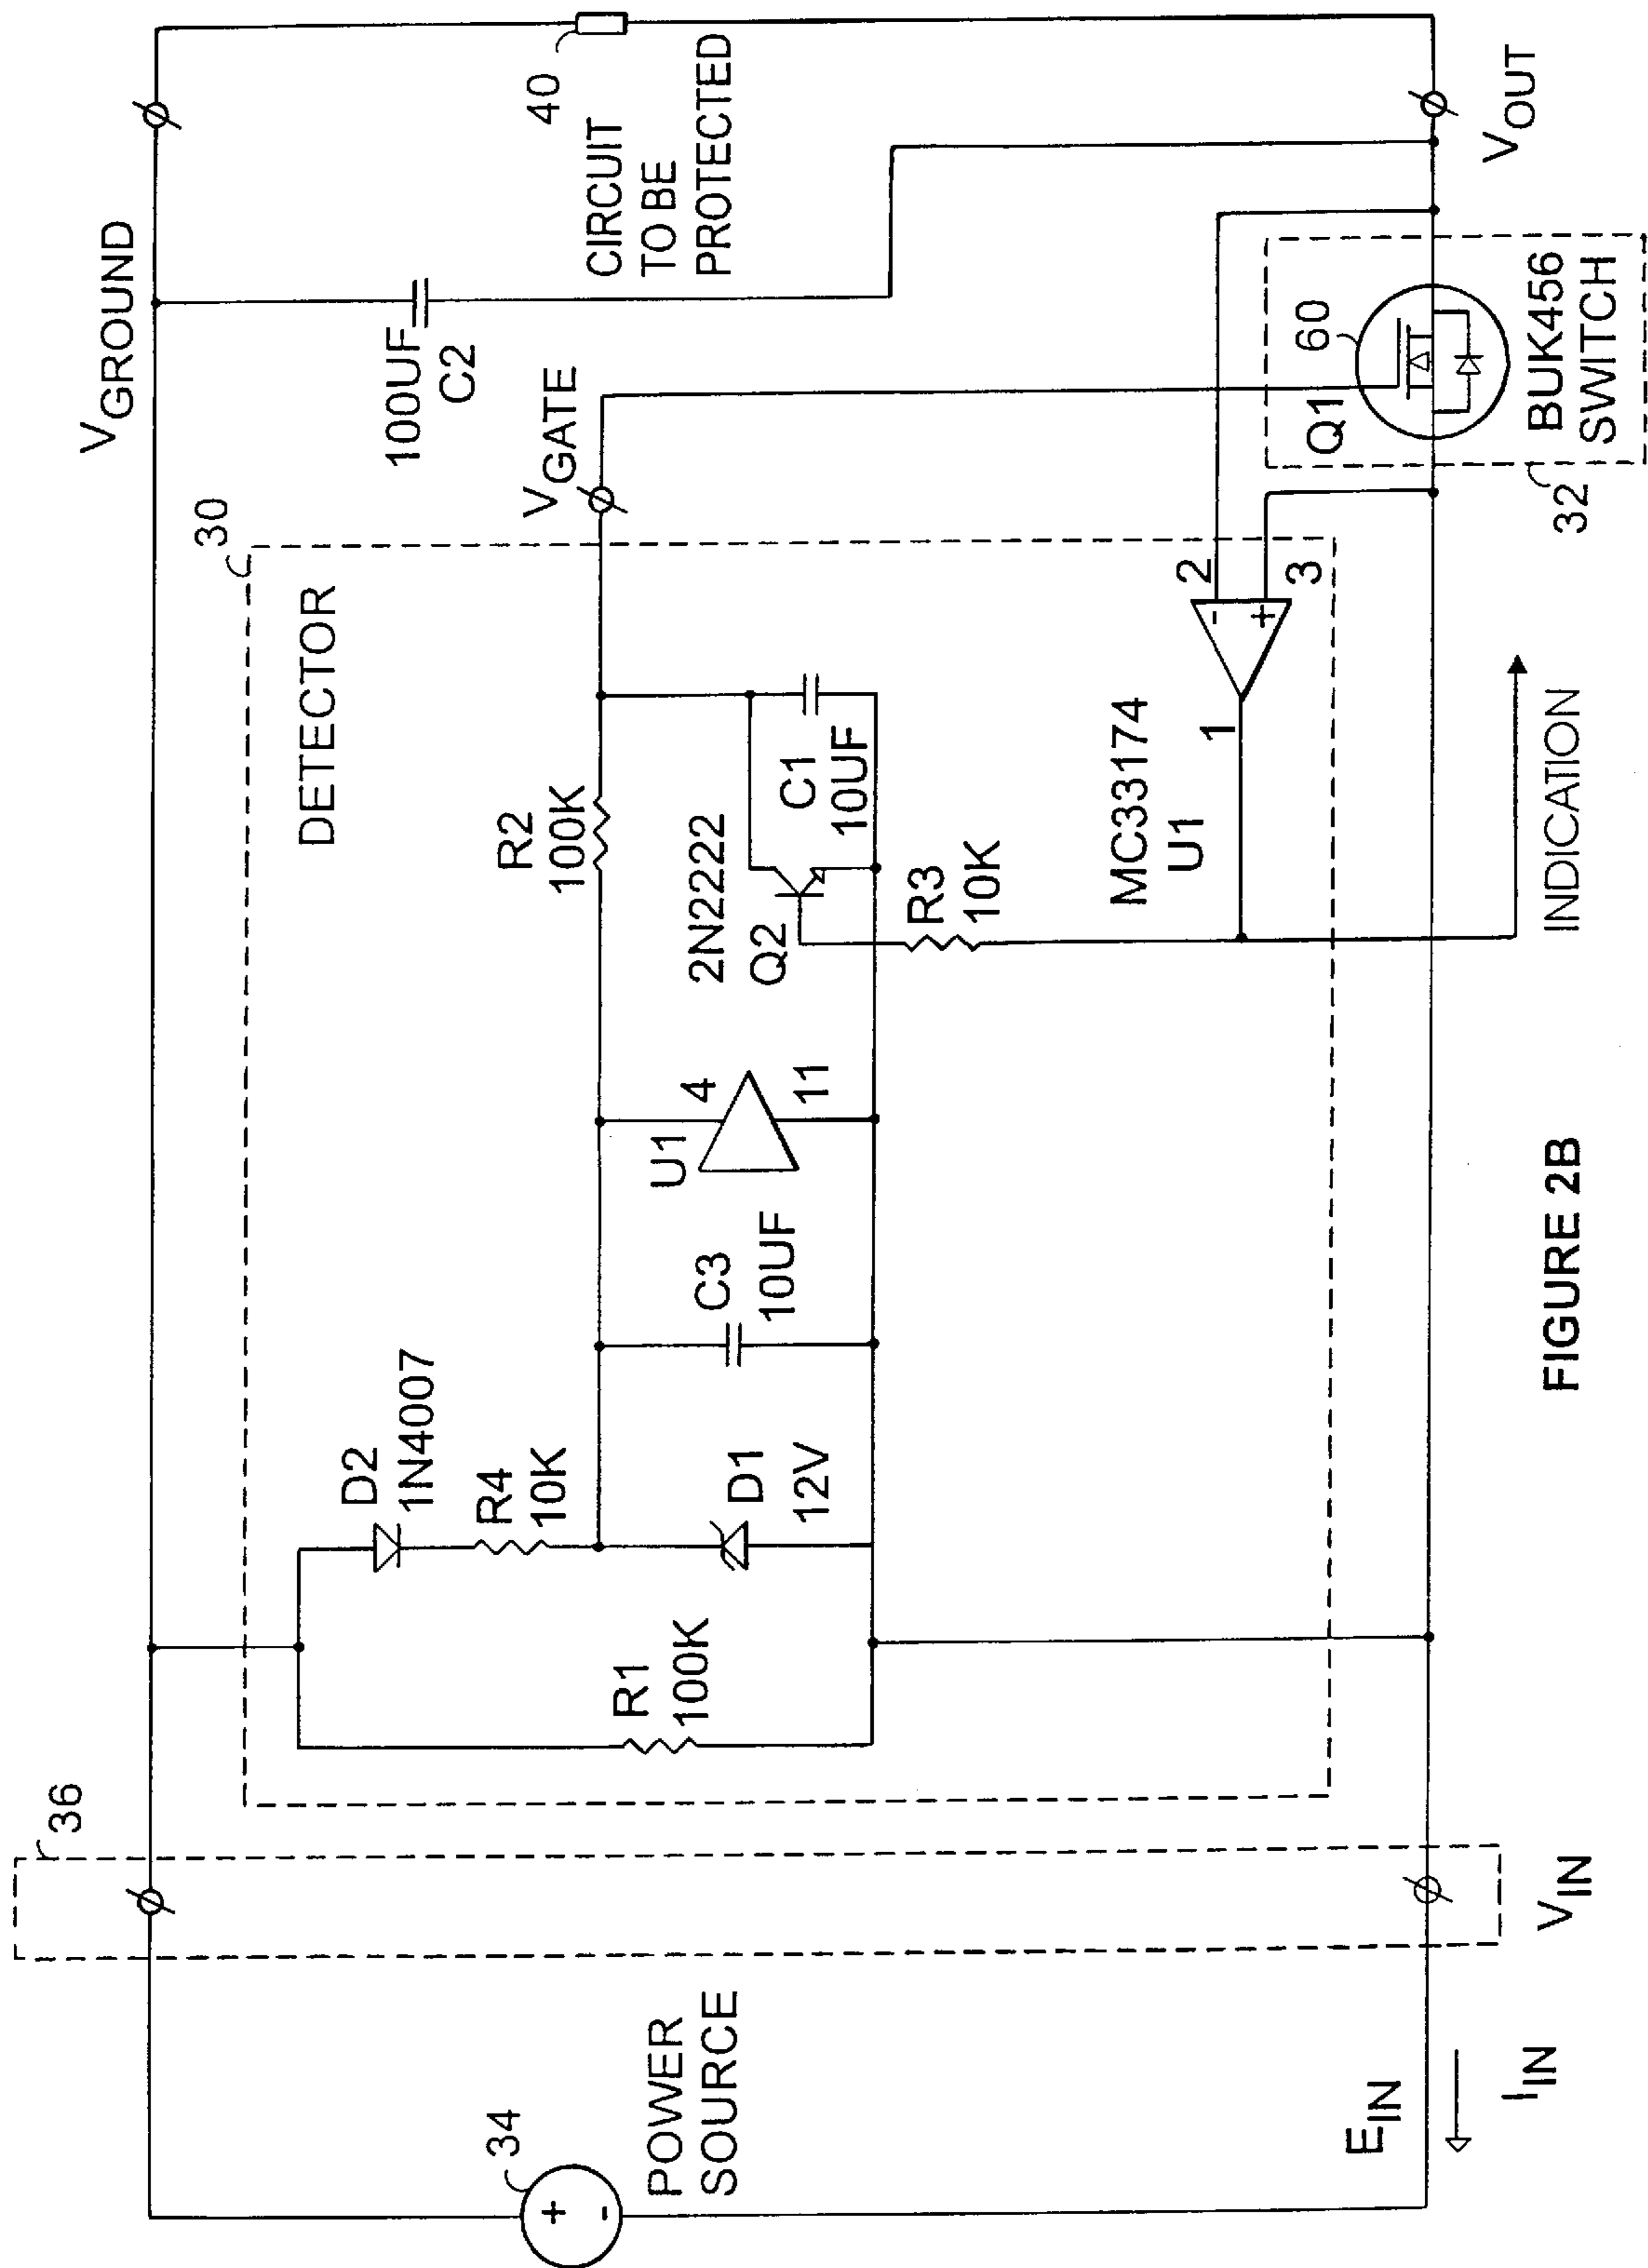 36
30
V_GROUND
DETECTOR
40
CIRCUIT
TO BE
PROTECTED
100UF
C2
V_GATE
34
+
-
POWER
SOURCE
D2
1N4007
R4
10K
R1
100K
D1
12V
C3
10UF
U1
4
11
R2
100K
2N2222
Q2
C1
10UF
R3
10K
MC33174
U1
1
2
3
-
+
60
Q1
BUK456
SWITCH
32
V_OUT
E_IN
I_IN
V_IN
INDICATION
FIGURE 2B